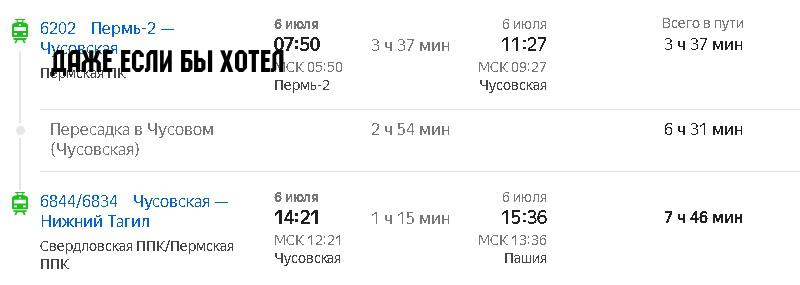 6202 Пермь-2 — 6 июля 6 июля Всего в пути
Чусовская 07:50 3 ч 37 мин 11:27 3 ч 37 мин
ДАЖЕ ЕСЛИ БЫ ХОТЕЛ
Пермская ПК МСК 05:50 МСК 09:27
Пермь-2 Чусовская
Пересадка в Чусовом 2 ч 54 мин 6 ч 31 мин
(Чусовская)
6844/6834 Чусовская — 6 июля 6 июля
Нижний Тагил 14:21 1 ч 15 мин 15:36 7 ч 46 мин
Свердловская ППК/Пермская МСК 12:21 МСК 13:36
ППК Чусовская Пашия